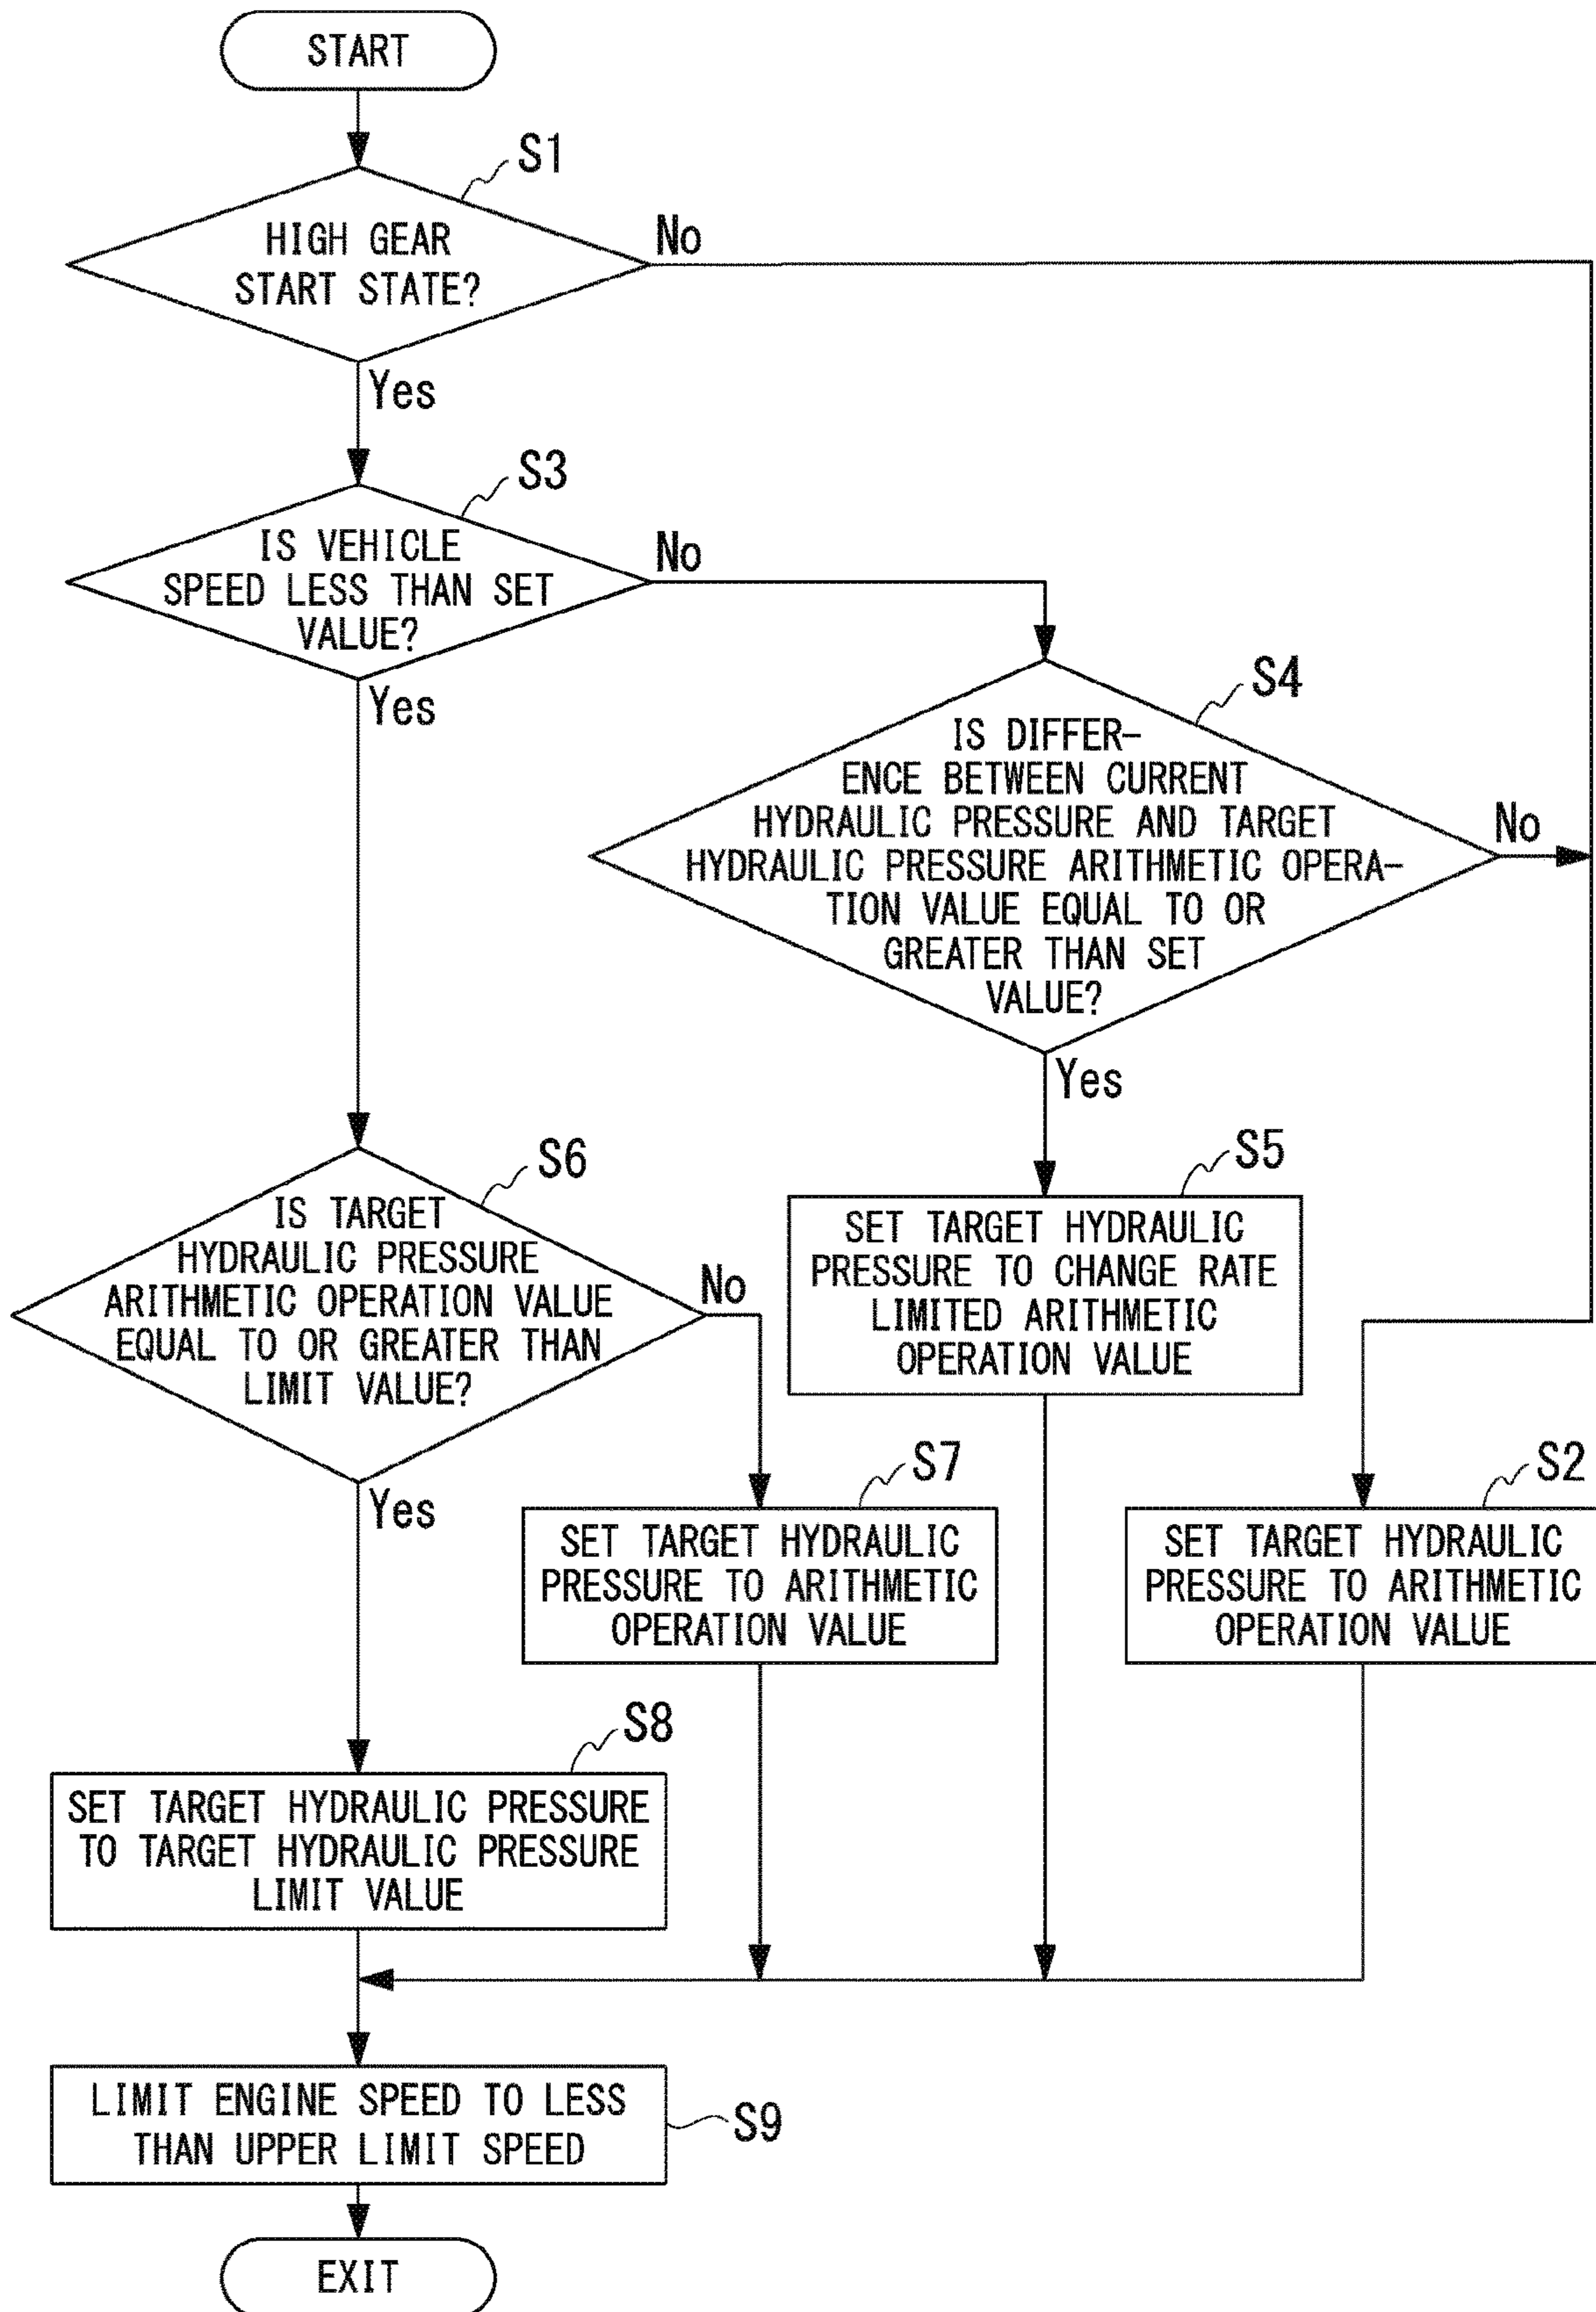 START
S1
HIGH GEAR
START STATE?
No
Yes
S3
IS VEHICLE
SPEED LESS THAN SET
VALUE?
No
Yes
S4
IS DIFFER-
ENCE BETWEEN CURRENT
HYDRAULIC PRESSURE AND TARGET
HYDRAULIC PRESSURE ARITHMETIC OPERA-
TION VALUE EQUAL TO OR
GREATER THAN SET
VALUE?
No
Yes
S6
IS TARGET
HYDRAULIC PRESSURE
ARITHMETIC OPERATION VALUE
EQUAL TO OR GREATER THAN
LIMIT VALUE?
No
Yes
S5
SET TARGET HYDRAULIC
PRESSURE TO CHANGE RATE
LIMITED ARITHMETIC
OPERATION VALUE
S7
SET TARGET HYDRAULIC
PRESSURE TO ARITHMETIC
OPERATION VALUE
S2
SET TARGET HYDRAULIC
PRESSURE TO ARITHMETIC
OPERATION VALUE
S8
SET TARGET HYDRAULIC PRESSURE
TO TARGET HYDRAULIC PRESSURE
LIMIT VALUE
LIMIT ENGINE SPEED TO LESS
THAN UPPER LIMIT SPEED
S9
EXIT